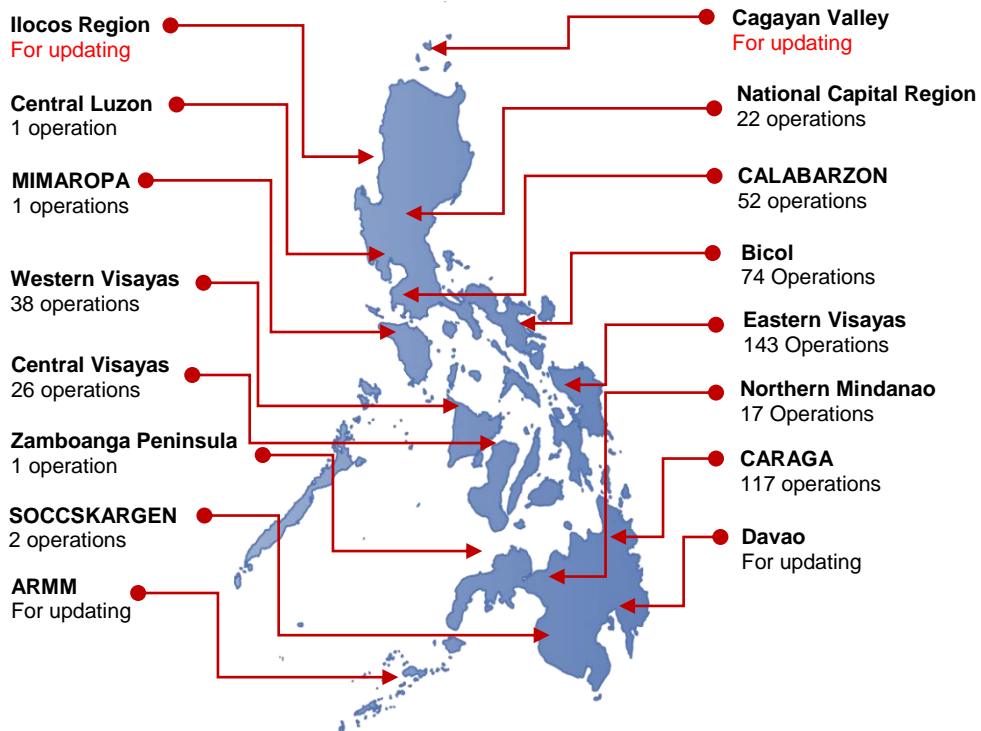 Ilocos Region
For updating
Central Luzon
1 operation
MIMAROPA
1 operations
Western Visayas
38 operations
Central Visayas
26 operations
Zamboanga Peninsula
1 operation
SOCCSKARGEN
2 operations
ARMM
For updating
Cagayan Valley
For updating
National Capital Region
22 operations
CALABARZON
52 operations
Bicol
74 Operations
Eastern Visayas
143 Operations
Northern Mindanao
17 Operations
CARAGA
117 operations
Davao
For updating